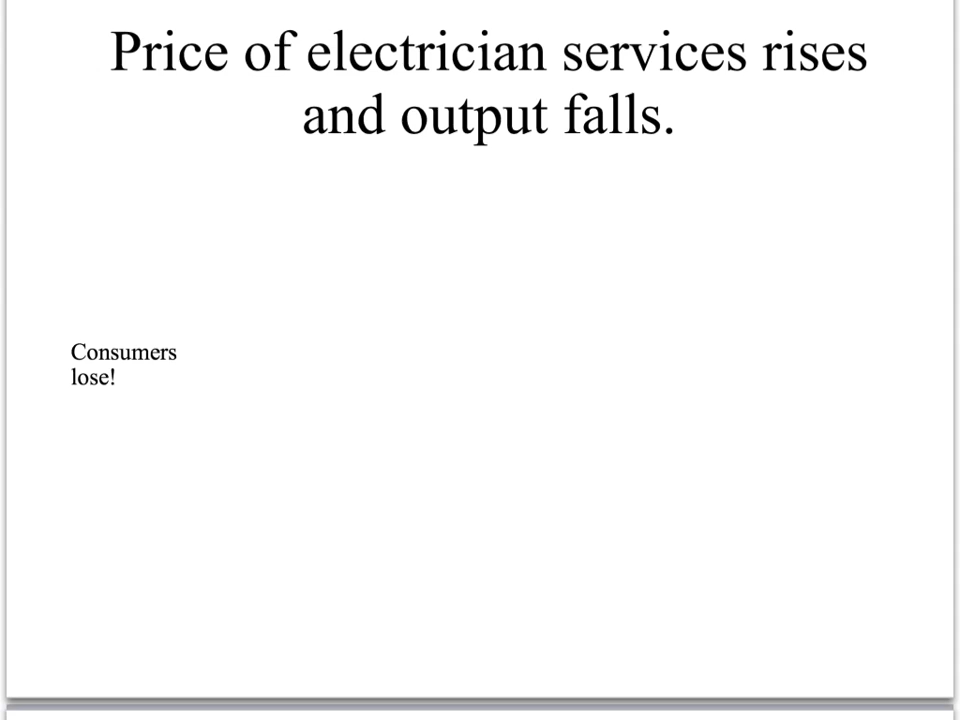 Price of electrician services rises
and output falls.
Consumers
lose!